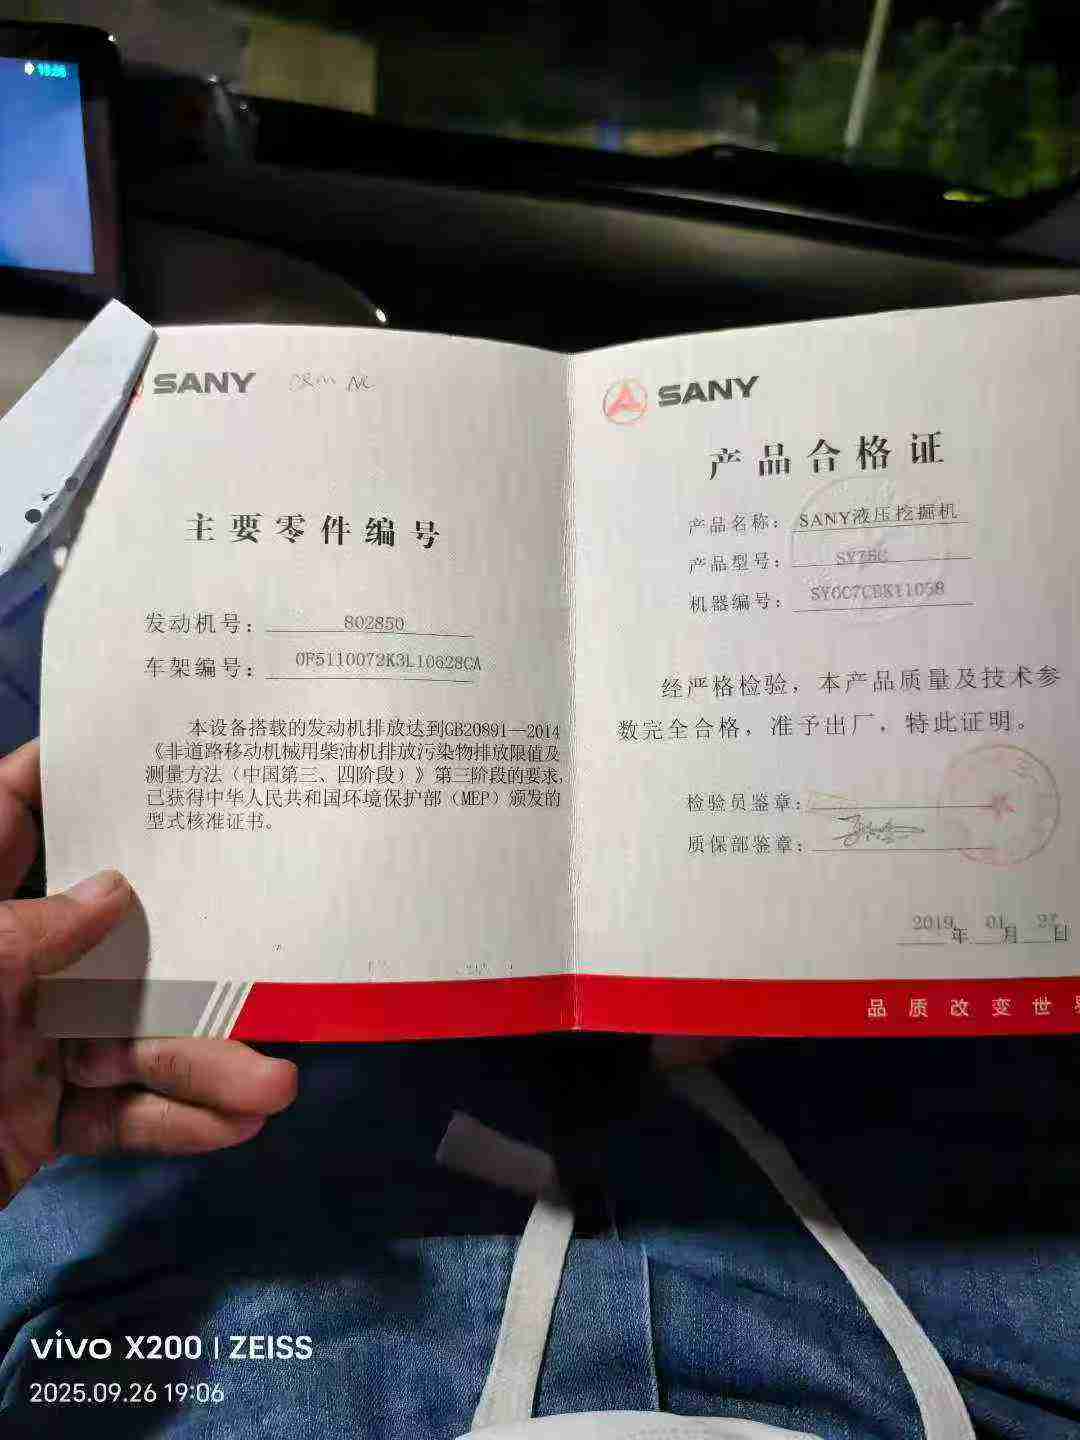 SANY
主要零件编号
发动机号： 802850
车架编号： 0F5110072K3L10628CA
本设备搭载的发动机排放达到GB20891—2014
《非道路移动机械用柴油机排放污染物排放限值及
测量方法（中国第三、四阶段）》第三阶段的要求,
已获得中华人民共和国环境保护部（MEP）颁发的
型式核准证书。
SANY
产品合格证
产品名称： SANY液压挖掘机
产品型号： SY75C
机器编号： SY0C7CBK11058
经严格检验，本产品质量及技术参
数完全合格，准予出厂，特此证明。
检验员鉴章：
质保部鉴章：
2019年 01月 27日
品质改变世界
vivo X200 | ZEISS
2025.09.26 19:06